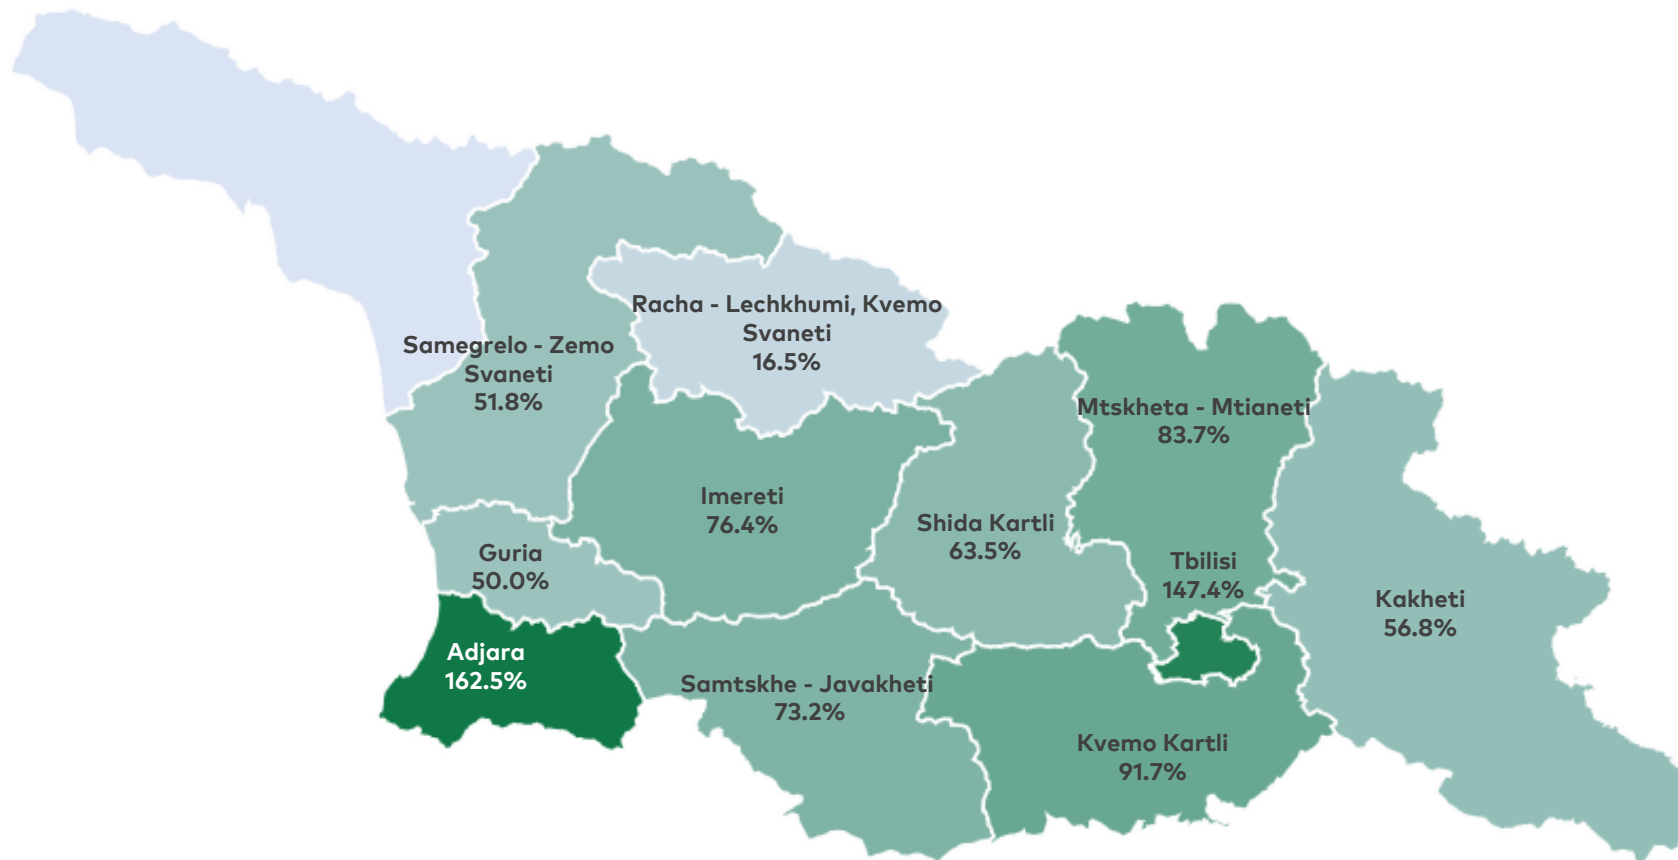 Racha - Lechkhumi, Kvemo
Svaneti
16.5%
Samegrelo - Zemo
Svaneti
51.8%
Mtskheta - Mtianeti
83.7%
Imereti
76.4%
Shida Kartli
63.5%
Guria
50.0%
Tbilisi
147.4%
Kakheti
56.8%
Adjara
162.5%
Samtskhe - Javakheti
73.2%
Kvemo Kartli
91.7%